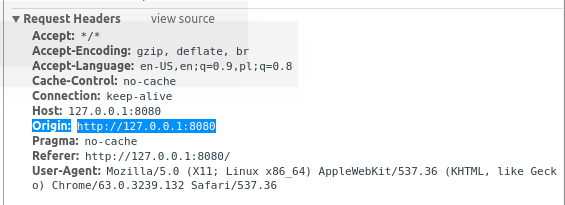 ▼ Request Headers view source
Accept: */*
Accept-Encoding: gzip, deflate, br
Accept-Language: en-US,en;q=0.9,pl;q=0.8
Cache-Control: no-cache
Connection: keep-alive
Host: 127.0.0.1:8080
Origin: http://127.0.0.1:8080
Pragma: no-cache
Referer: http://127.0.0.1:8080/
User-Agent: Mozilla/5.0 (X11; Linux x86_64) AppleWebKit/537.36 (KHTML, like Geck
o) Chrome/63.0.3239.132 Safari/537.36